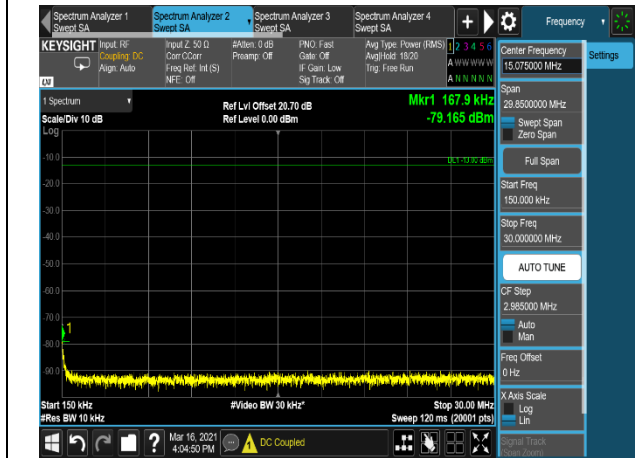 Spectrum Analyzer 1
Swept SA
Spectrum Analyzer 2
Swept SA
Spectrum Analyzer 3
Swept SA
Spectrum Analyzer 4
Swept SA
+
Frequency
KEYSIGHT
Input: RF
Coupling: DC
Align: Auto
Input Z: 50 Ω
Corr CCorr
Freq Ref: Int (S)
NFE: Off
#Atten: 0 dB
Preamp: Off
PNO: Fast
Gate: Off
IF Gain: Low
Sig Track: Off
Avg Type: Power (RMS)
Avg|Hold: 18/20
Trig: Free Run
1 2 3 4 5 6
A W W W W W
A N N N N N
LXI
1 Spectrum
Scale/Div 10 dB
Log
Ref Lvl Offset 20.70 dB
Ref Level 0.00 dBm
Mkr1 167.9 kHz
-79.165 dBm
DL1 -13.00 dBm
-10.0
-20.0
-30.0
-40.0
-50.0
-60.0
-70.0
-80.0
-90.0
1
Start 150 kHz
#Res BW 10 kHz
#Video BW 30 kHz*
Stop 30.00 MHz
Sweep 120 ms (20001 pts)
Center Frequency
15.075000 MHz
Settings
Span
29.8500000 MHz
Swept Span
Zero Span
Full Span
Start Freq
150.000 kHz
Stop Freq
30.000000 MHz
AUTO TUNE
CF Step
2.985000 MHz
Auto
Man
Freq Offset
0 Hz
X Axis Scale
Log
Lin
Signal Track
(Span Zoom)
?
Mar 16, 2021
4:04:50 PM
DC Coupled